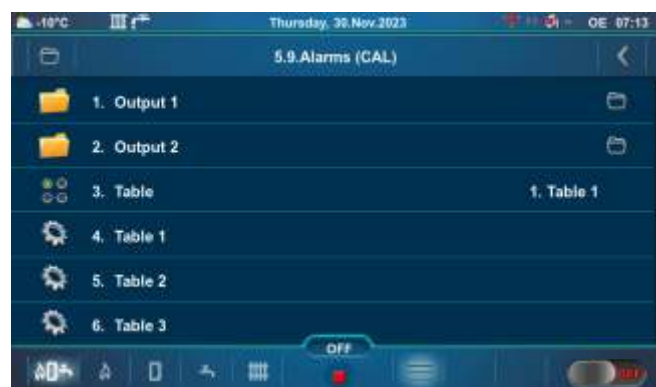 -10°C Thursday, 30.Nov.2023 OE 07:13
5.9.Alarms (CAL)
1. Output 1
2. Output 2
3. Table 1. Table 1
4. Table 1
5. Table 2
6. Table 3
OFF
OFF